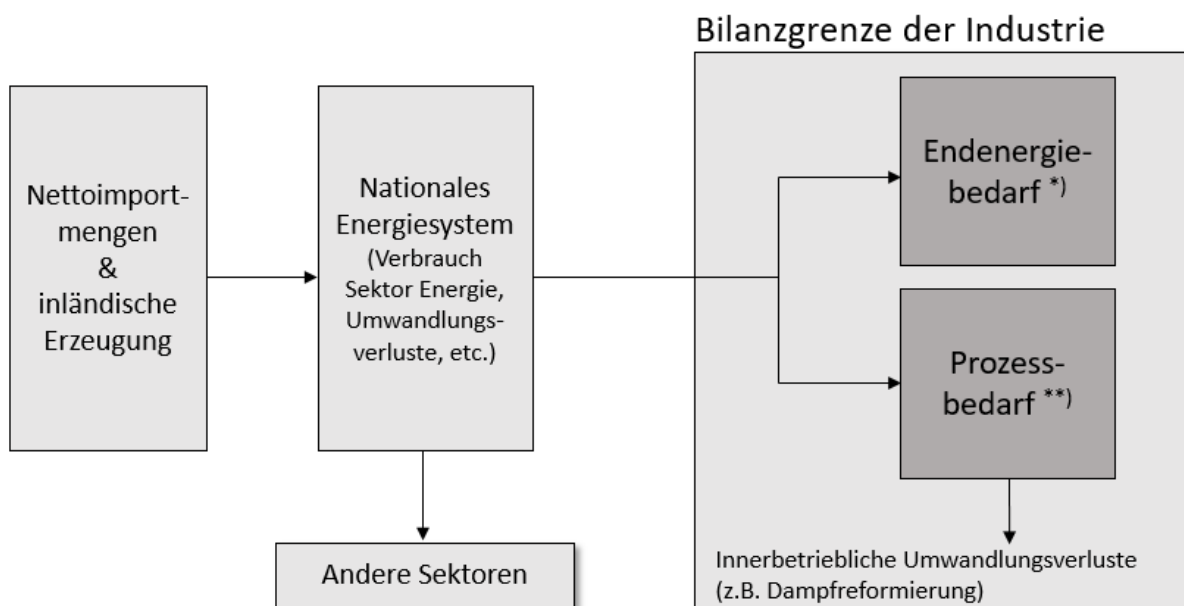 Bilanzgrenze der Industrie
Nettoimport-
mengen
&
inländische
Erzeugung
Nationales
Energiesystem
(Verbrauch
Sektor Energie,
Umwandlungs-
verluste, etc.)
Endenergie-
bedarf *)
Prozess-
bedarf **)
Andere Sektoren
Innerbetriebliche Umwandlungsverluste
(z.B. Dampfreformierung)